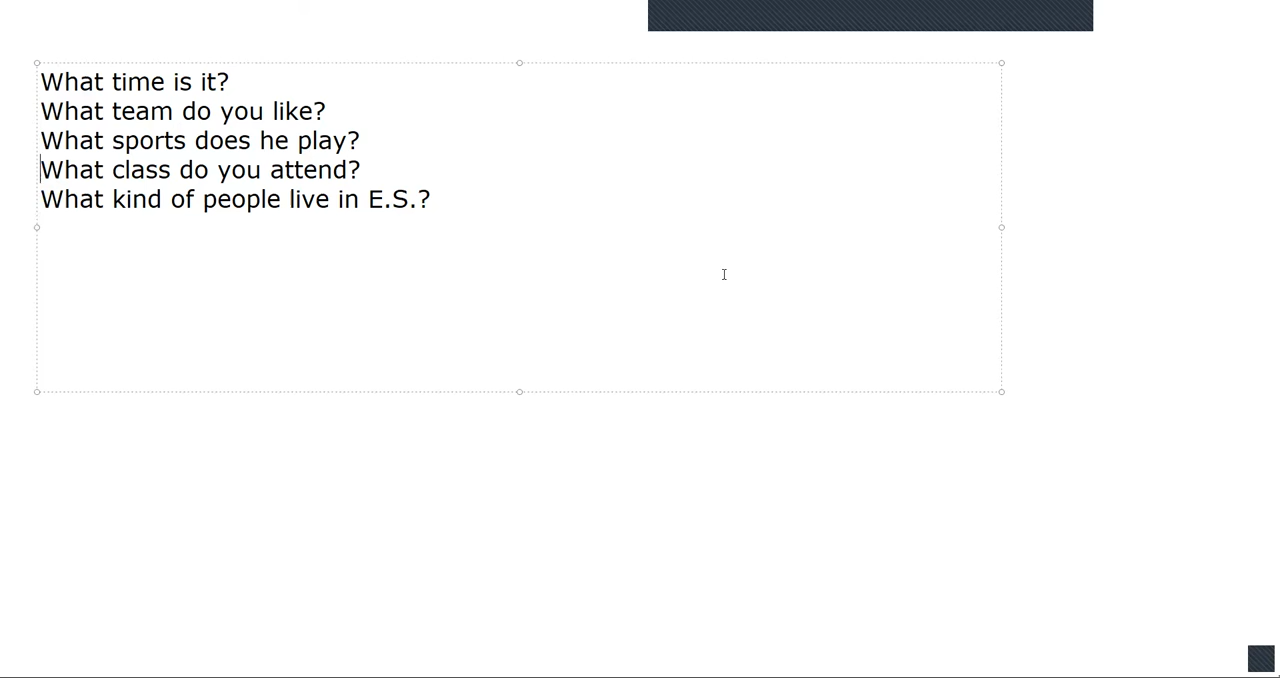 What time is it?
What team do you like?
What sports does he play?
What class do you attend?
What kind of people live in E.S.?